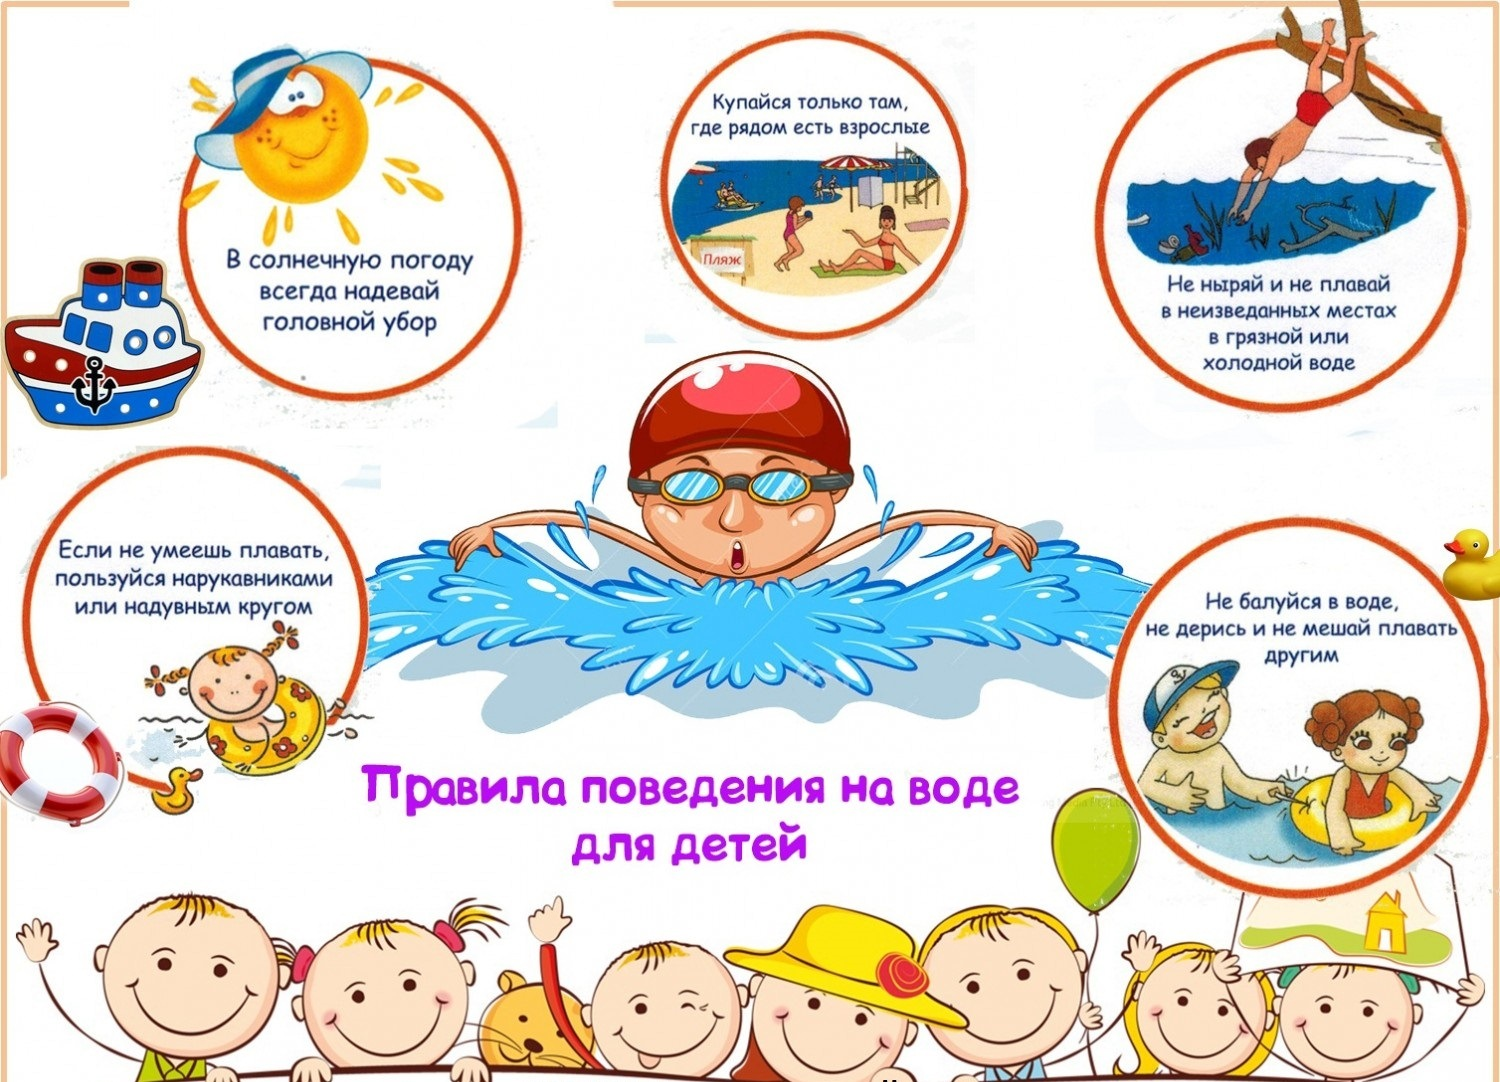 В солнечную погоду
всегда надевай
головной убор
Купайся только там,
где рядом есть взрослые
Пляж
Не ныряй и не плавай
в неизведанных местах
в грязной или
холодной воде
Если не умеешь плавать,
пользуйся нарукавниками
или надувным кругом
Не балуйся в воде,
не дерись и не мешай плавать
другим
Правила поведения на воде
для детей